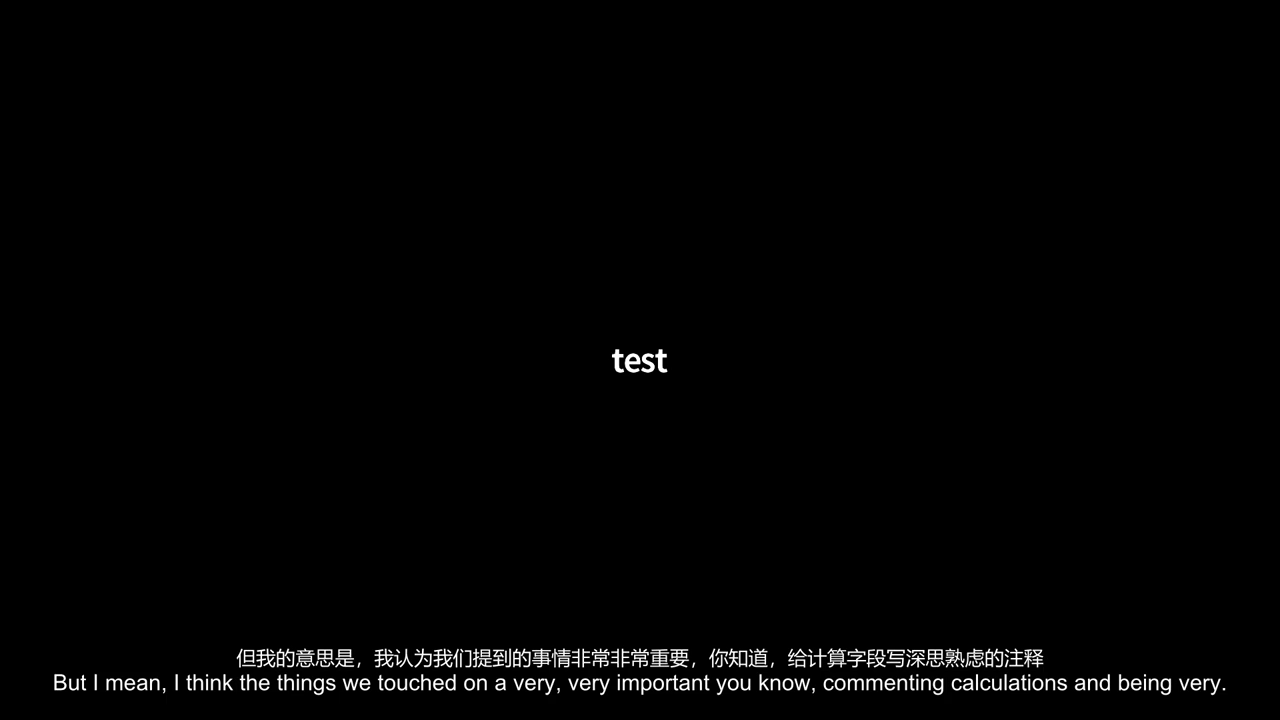 test
但我的意思是，我认为我们提到的事情非常非常重要，你知道，给计算字段写深思熟虑的注释
But I mean, I think the things we touched on a very, very important you know, commenting calculations and being very.